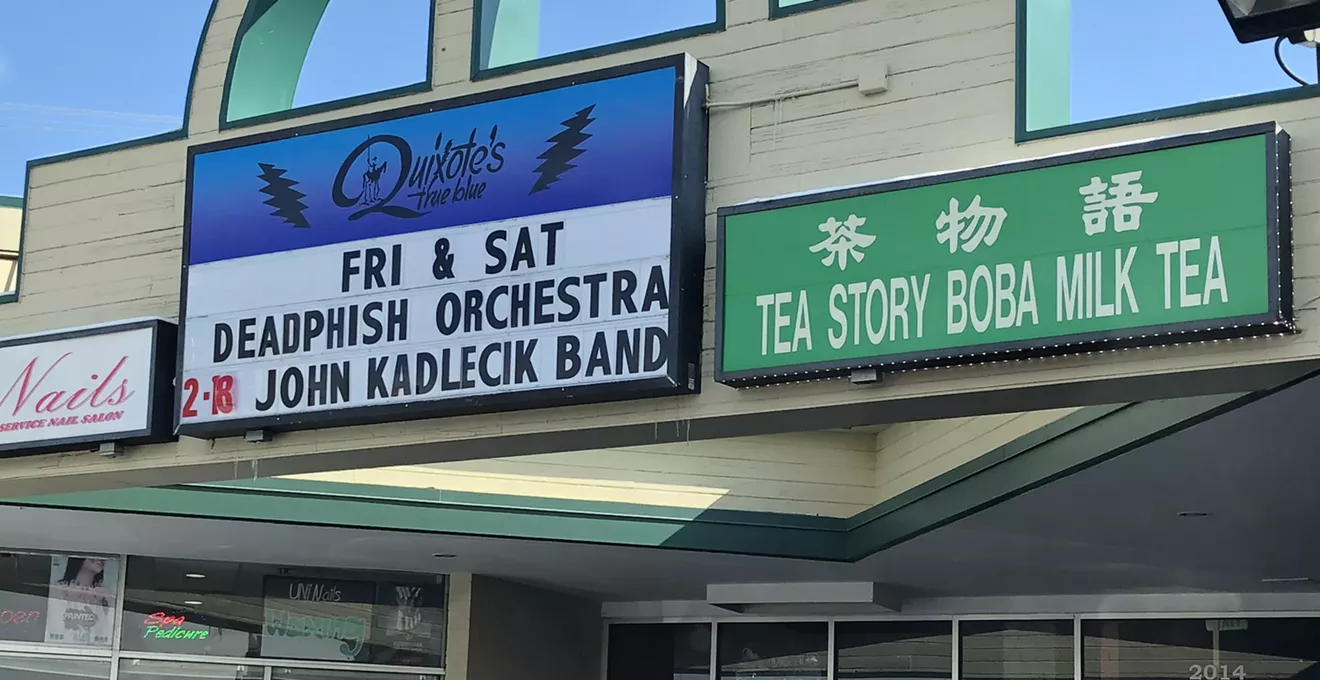 Quixote's
true blue
FRI & SAT
DEADPHISH ORCHESTRA
2-18 JOHN KADLECIK BAND
茶物語
TEA STORY BOBA MILK TEA
Nails
SERVICE NAIL SALON
Spa
Pedicure
UNi Nails
Waxing
2014